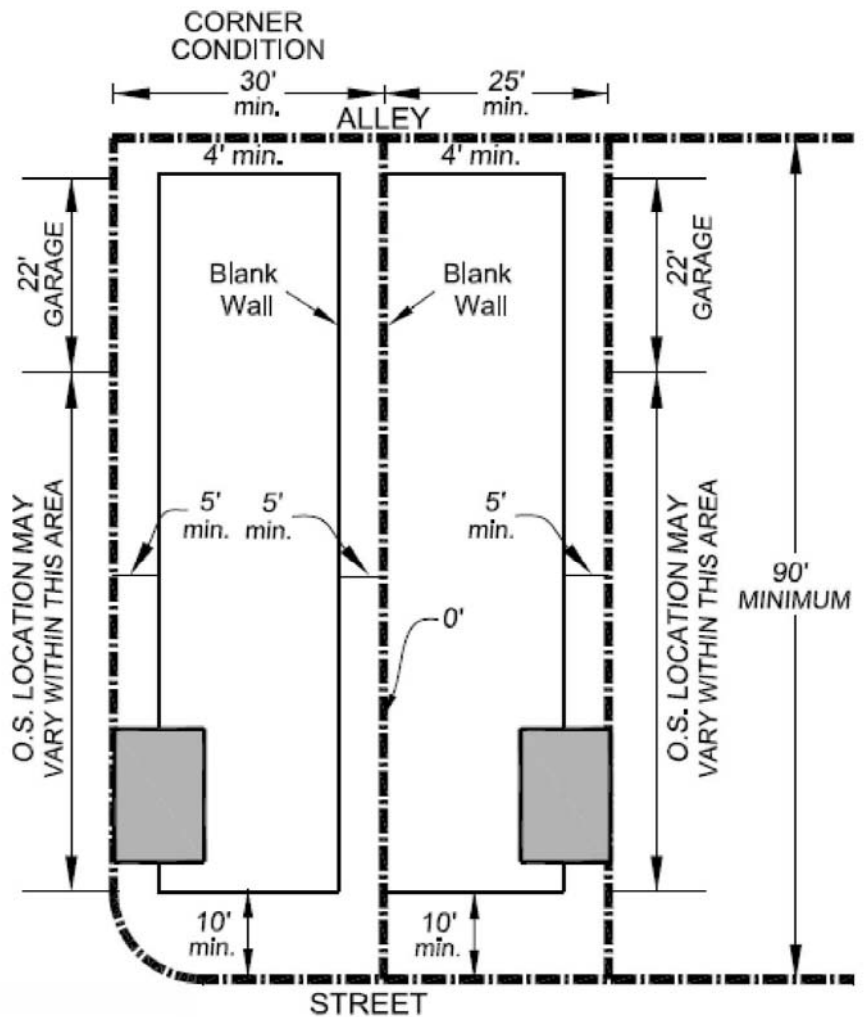 CORNER
CONDITION
30'
min.
25'
min.
ALLEY
4' min.
4' min.
22'
GARAGE
Blank
Wall
Blank
Wall
22'
GARAGE
O.S. LOCATION MAY
VARY WITHIN THIS AREA
5'
min.
5'
min.
5'
min.
O.S. LOCATION MAY
VARY WITHIN THIS AREA
90'
MINIMUM
0'
10'
min.
10'
min.
STREET